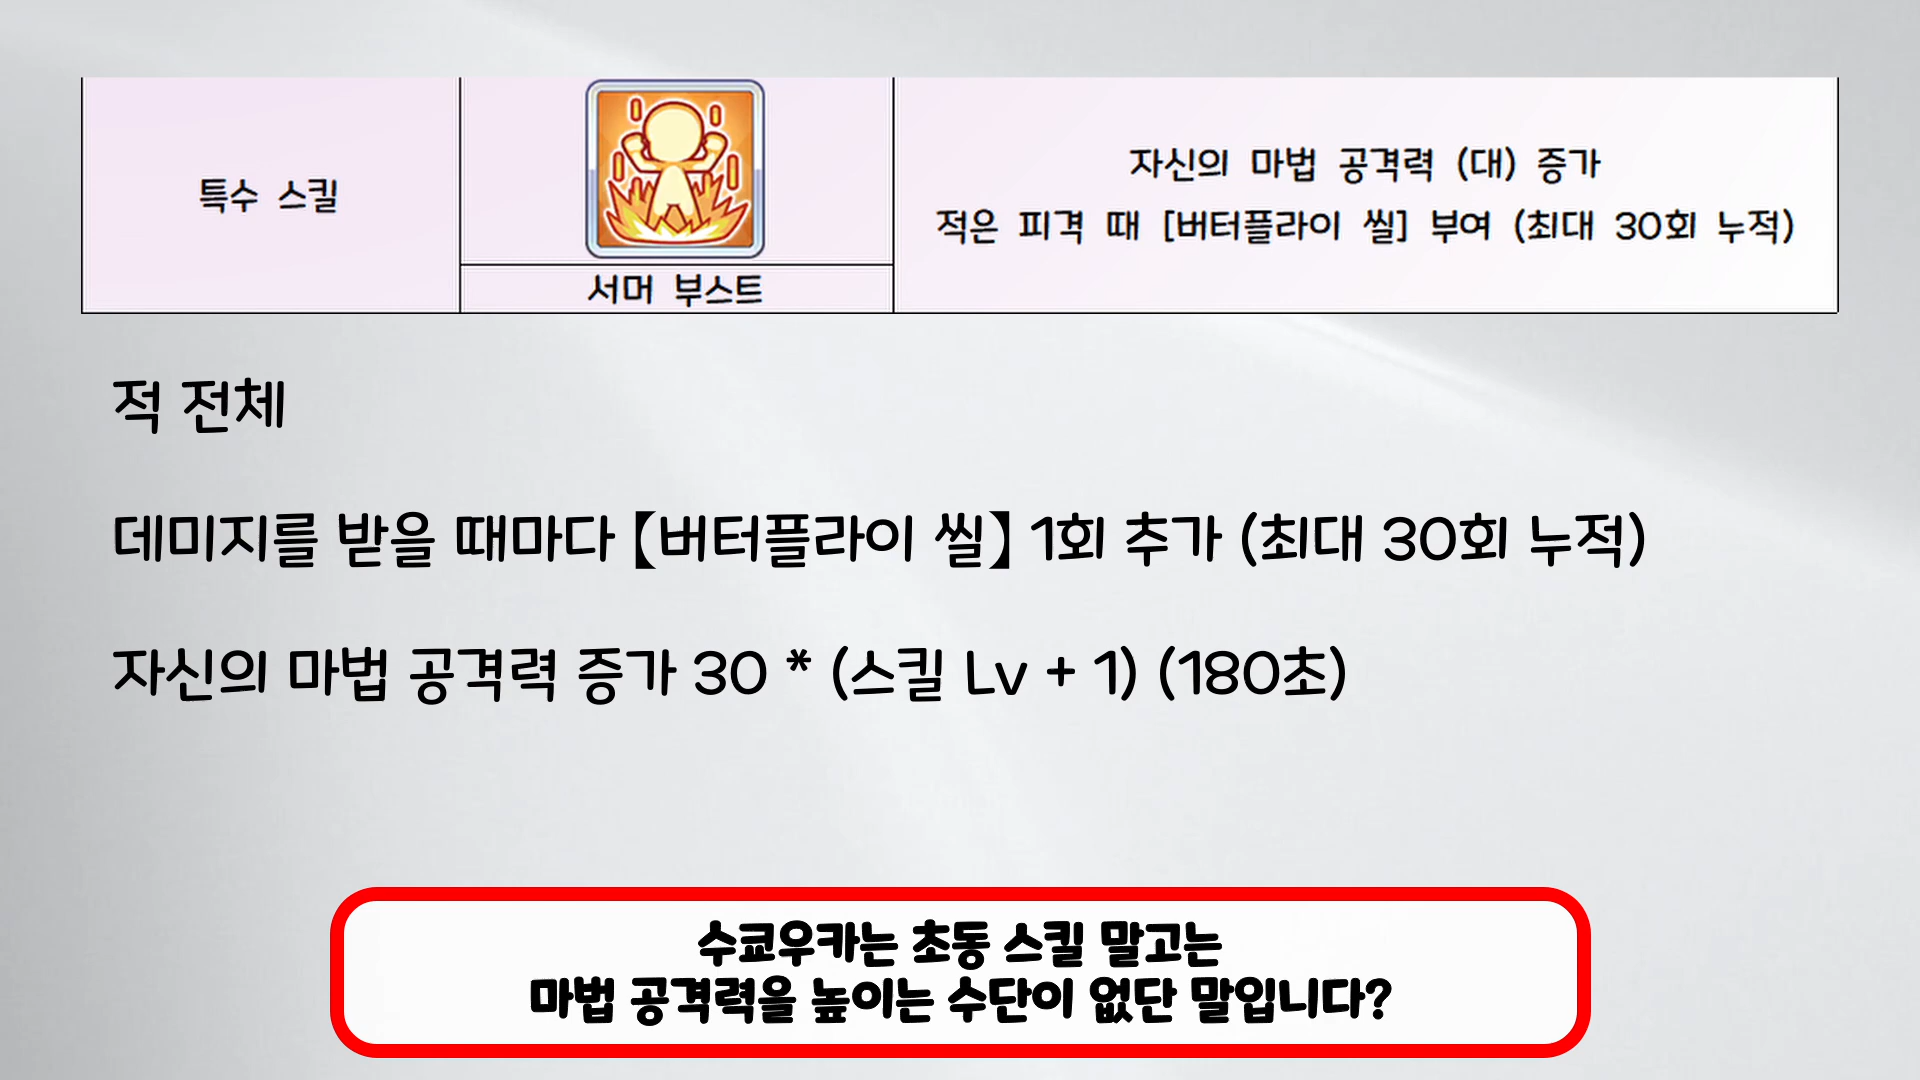 특수 스킬
서머 부스트
자신의 마법 공격력 (대) 증가
적은 피격 때 [버터플라이 씰] 부여 (최대 30회 누적)
적 전체
데미지를 받을 때마다 【버터플라이 씰】 1회 추가 (최대 30회 누적)
자신의 마법 공격력 증가 30 * (스킬 Lv + 1) (180초)
수쿄우카는 초동 스킬 말고는
마법 공격력을 높이는 수단이 없단 말입니다?